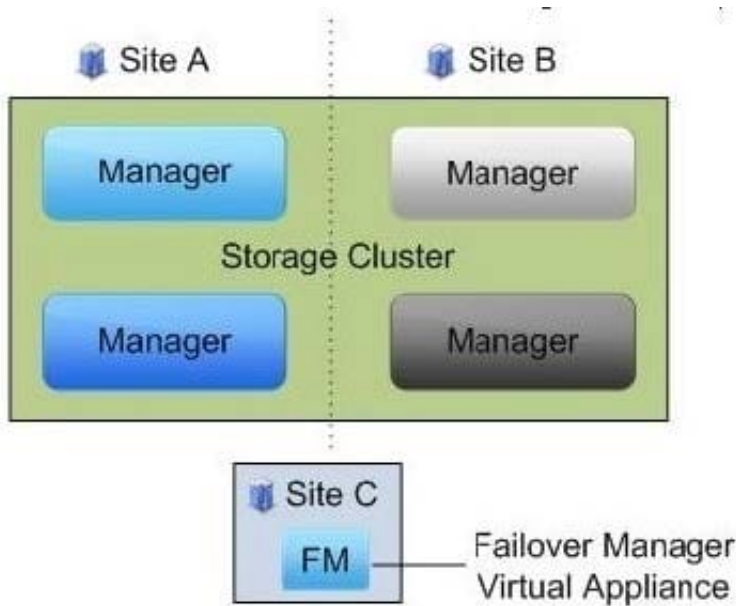 Site A
Site B
Manager
Manager
Storage Cluster
Manager
Manager
Site C
FM
Failover Manager
Virtual Appliance